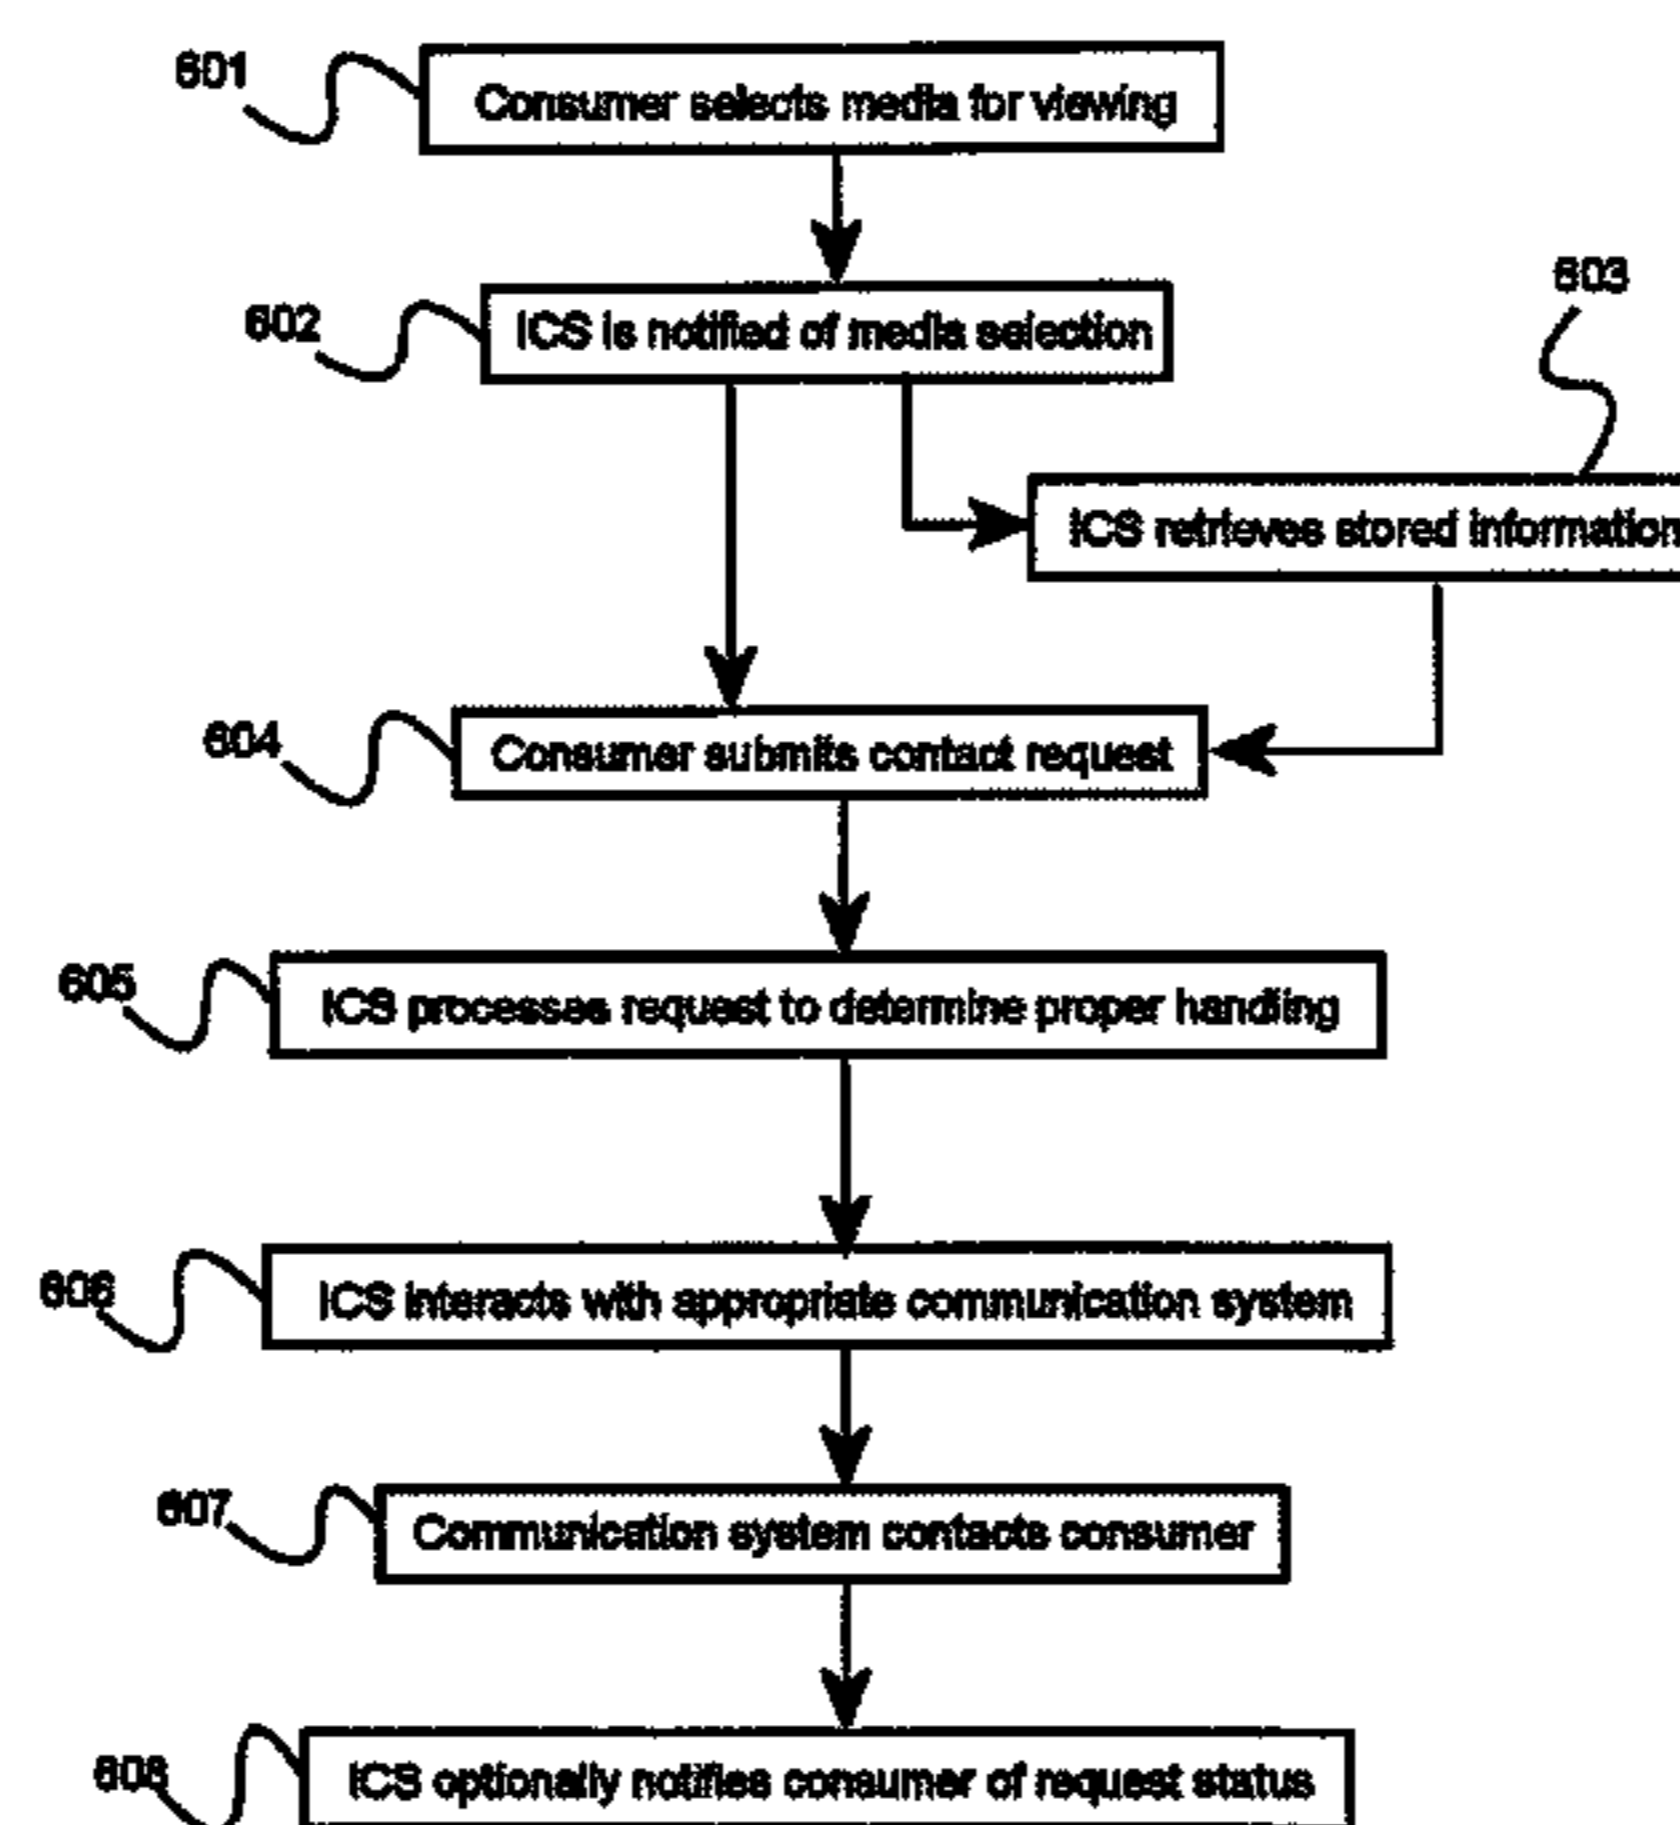 601
Consumer selects media for viewing
602
ICS is notified of media selection
603
ICS retrieves stored information
604
Consumer submits contact request
605
ICS processes request to determine proper handling
606
ICS interacts with appropriate communication system
607
Communication system contacts consumer
608
ICS optionally notifies consumer of request status